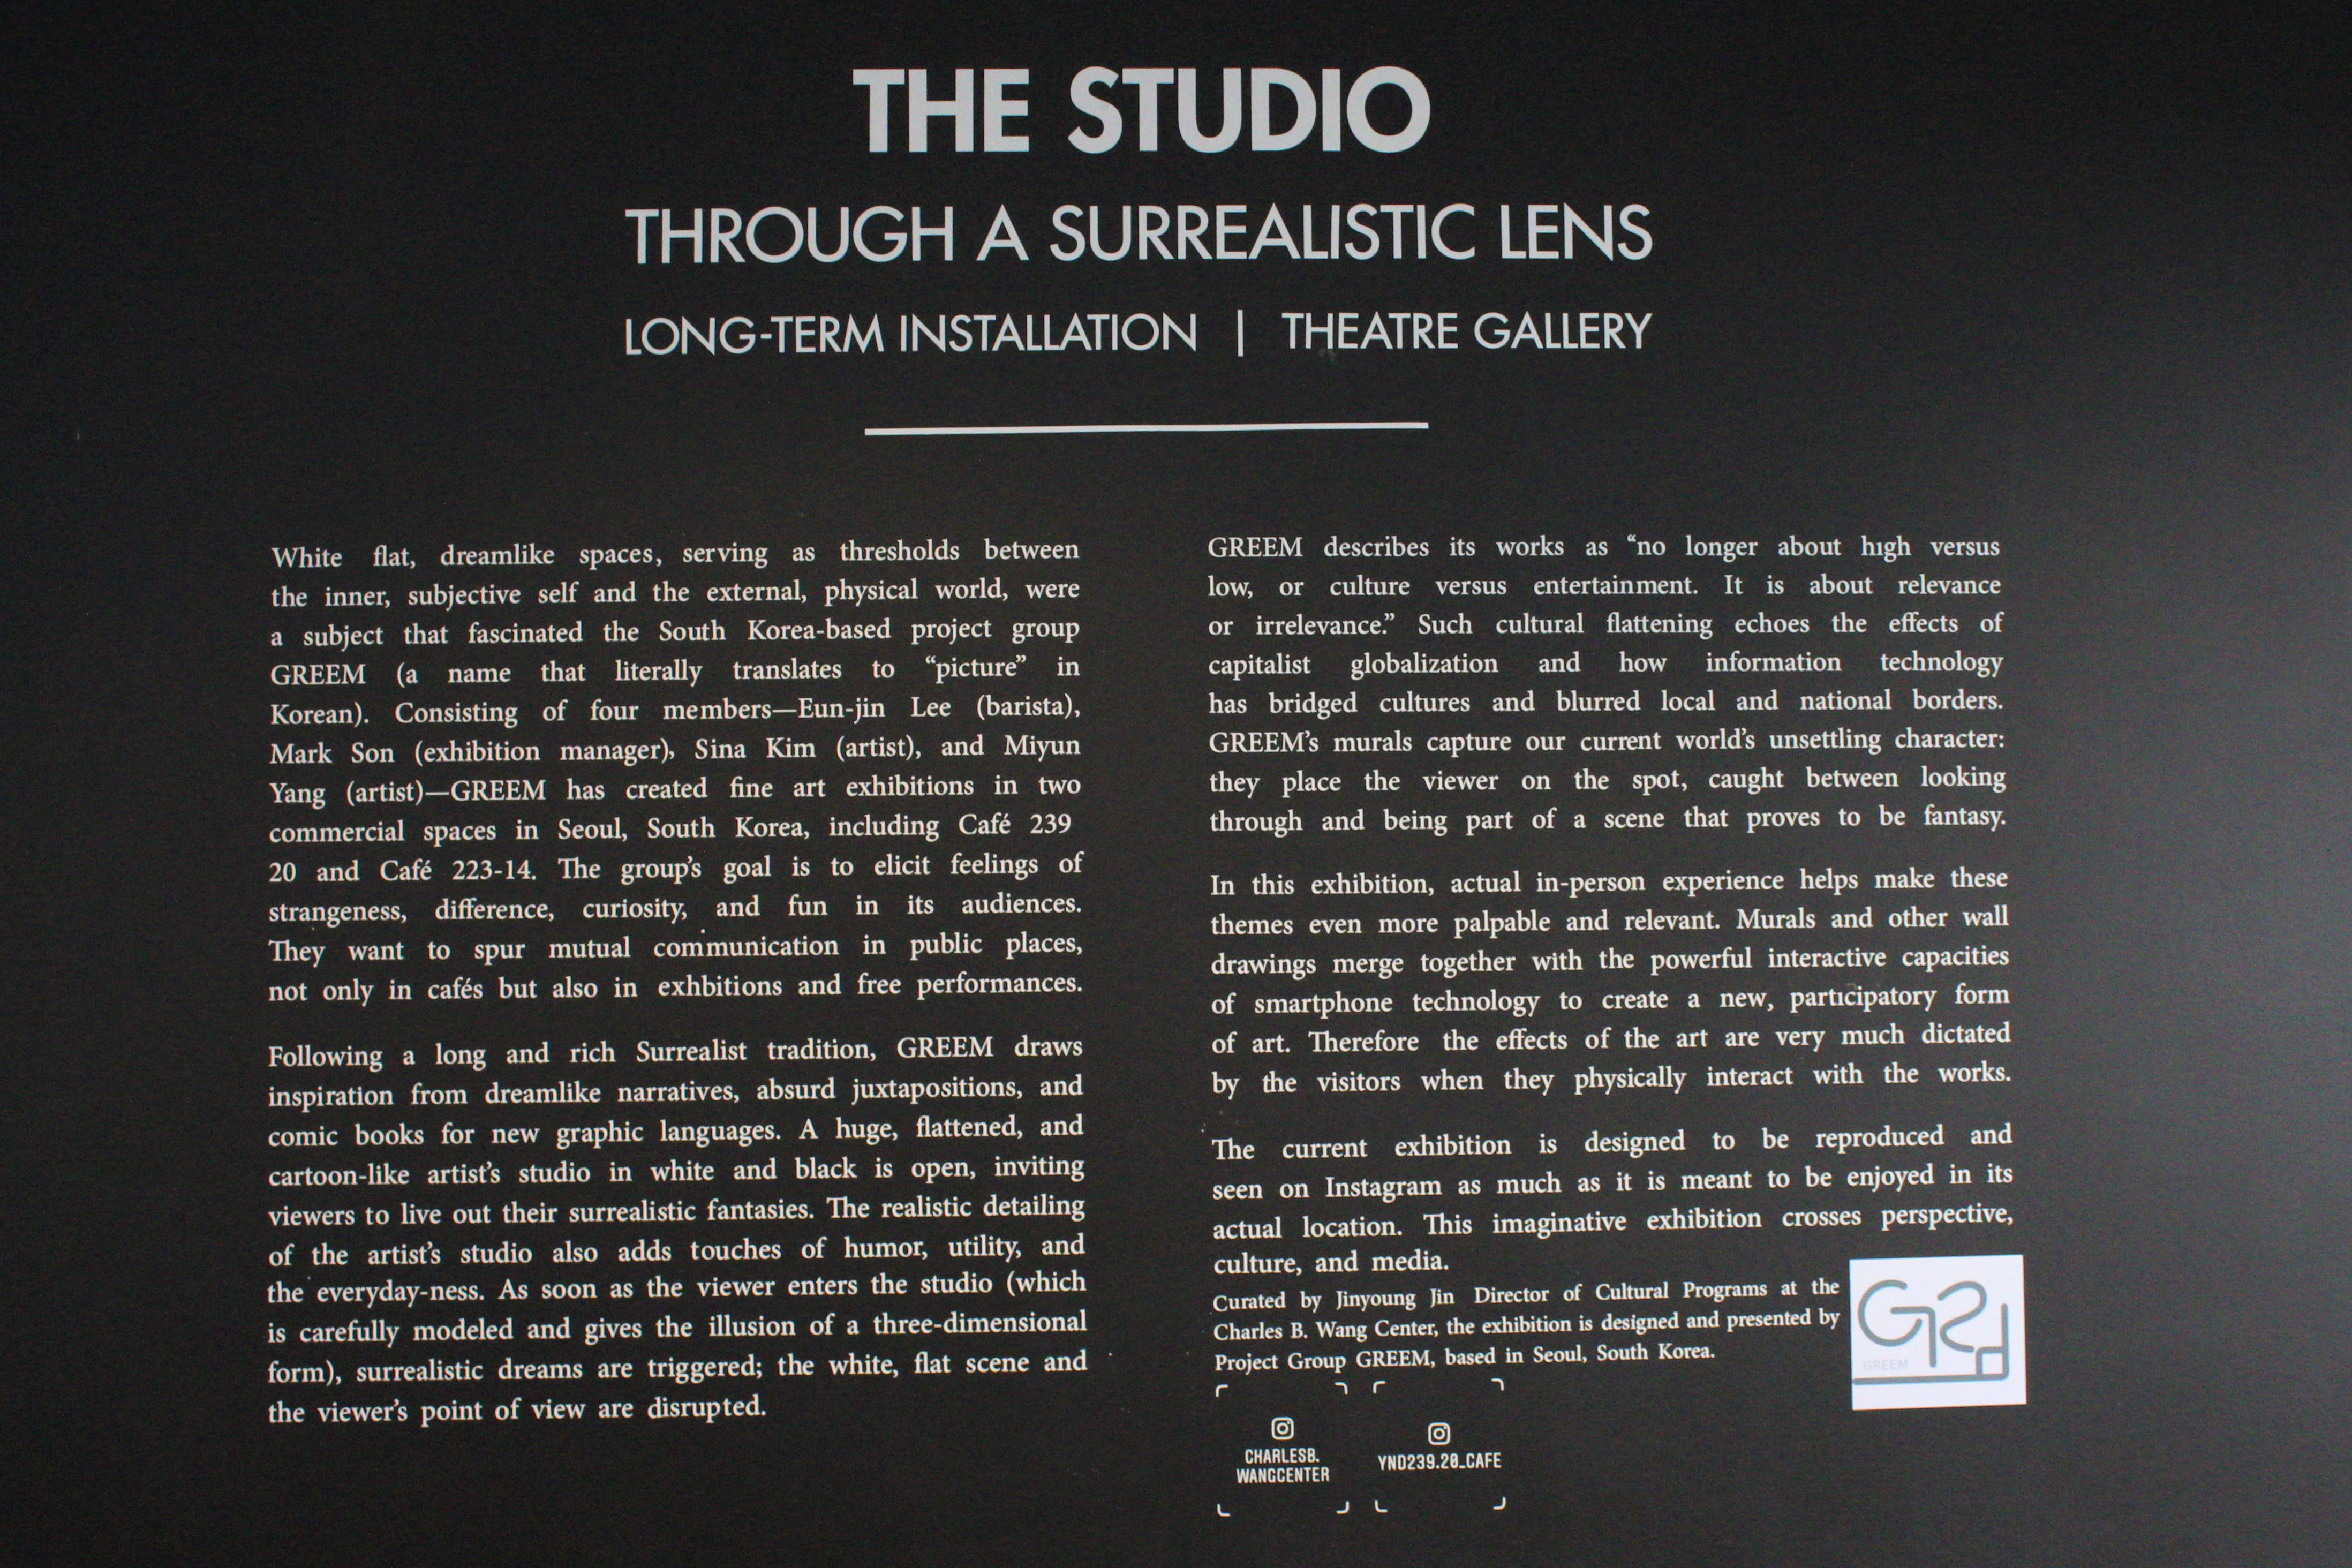 THE STUDIO
THROUGH A SURREALISTIC LENS
LONG-TERM INSTALLATION | THEATRE GALLERY
White flat, dreamlike spaces, serving as thresholds between
the inner, subjective self and the external, physical world, were
a subject that fascinated the South Korea-based project group
GREEM (a name that literally translates to “picture” in
Korean). Consisting of four members—Eun-jin Lee (barista),
Mark Son (exhibition manager), Sina Kim (artist), and Miyun
Yang (artist)—GREEM has created fine art exhibitions in two
commercial spaces in Seoul, South Korea, including Café 239
20 and Café 223-14. The group’s goal is to elicit feelings of
strangeness, difference, curiosity, and fun in its audiences.
They want to spur mutual communication in public places,
not only in cafés but also in exhbitions and free performances.
Following a long and rich Surrealist tradition, GREEM draws
inspiration from dreamlike narratives, absurd juxtapositions, and
comic books for new graphic languages. A huge, flattened, and
cartoon-like artist’s studio in white and black is open, inviting
viewers to live out their surrealistic fantasies. The realistic detailing
of the artist’s studio also adds touches of humor, utility, and
the everyday-ness. As soon as the viewer enters the studio (which
is carefully modeled and gives the illusion of a three-dimensional
form), surrealistic dreams are triggered; the white, flat scene and
the viewer’s point of view are disrupted.
GREEM describes its works as “no longer about high versus
low, or culture versus entertainment. It is about relevance
or irrelevance.” Such cultural flattening echoes the effects of
capitalist globalization and how information technology
has bridged cultures and blurred local and national borders.
GREEM’s murals capture our current world’s unsettling character:
they place the viewer on the spot, caught between looking
through and being part of a scene that proves to be fantasy.
In this exhibition, actual in-person experience helps make these
themes even more palpable and relevant. Murals and other wall
drawings merge together with the powerful interactive capacities
of smartphone technology to create a new, participatory form
of art. Therefore the effects of the art are very much dictated
by the visitors when they physically interact with the works.
The current exhibition is designed to be reproduced and
seen on Instagram as much as it is meant to be enjoyed in its
actual location. This imaginative exhibition crosses perspective,
culture, and media.
Curated by Jinyoung Jin Director of Cultural Programs at the
Charles B. Wang Center, the exhibition is designed and presented by
Project Group GREEM, based in Seoul, South Korea.
GREEM
CHARLESB.
WANGCENTER
YND239.20_CAFE